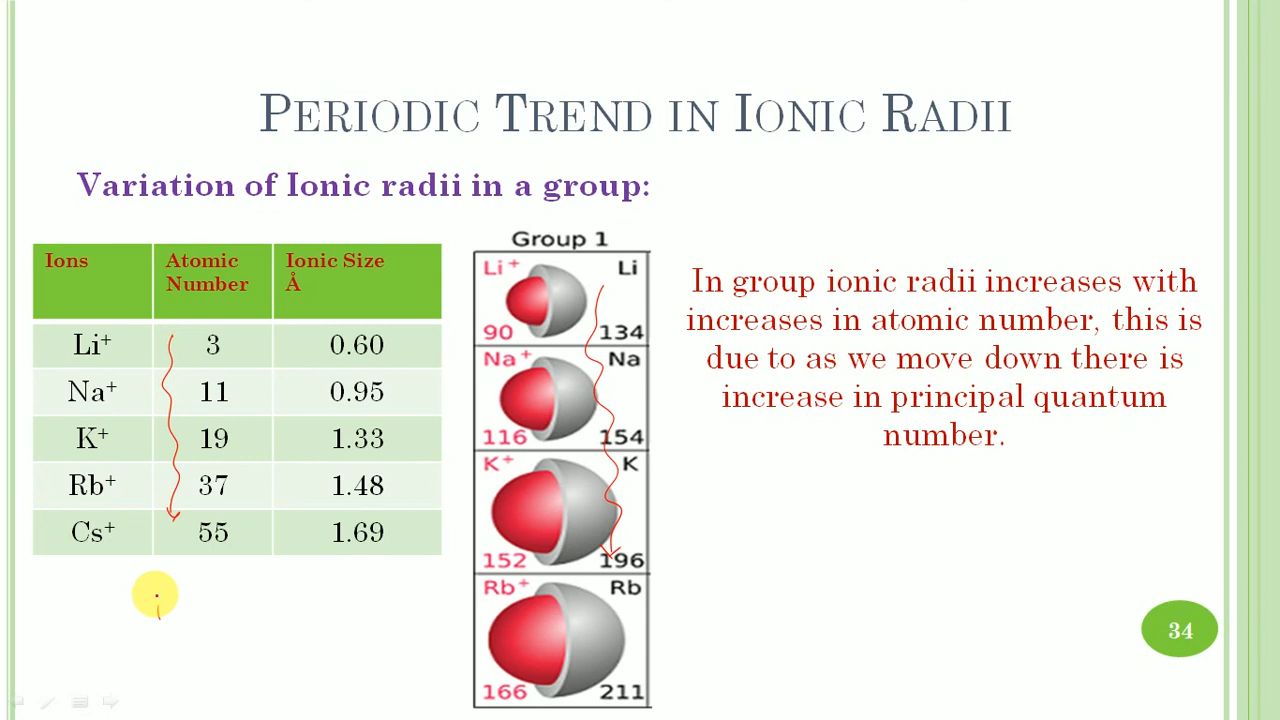 PERIODIC TREND IN IONIC RADII
Variation of Ionic radii in a group:
Ions Atomic Number Ionic Size Å
Li⁺ 3 0.60
Na⁺ 11 0.95
K⁺ 19 1.33
Rb⁺ 37 1.48
Cs⁺ 55 1.69
Group 1
Li⁺ Li
90 134
Na⁺ Na
116 154
K⁺ K
152 196
Rb⁺ Rb
166 211
In group ionic radii increases with
increases in atomic number, this is
due to as we move down there is
increase in principal quantum
number.
34